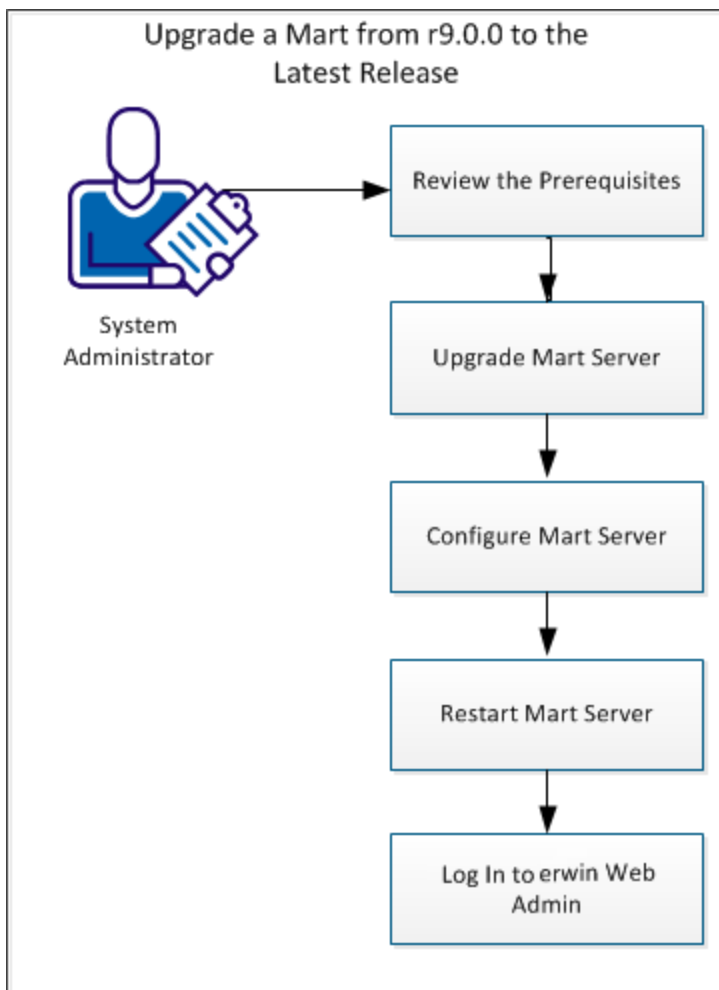 Upgrade a Mart from r9.0.0 to the
Latest Release
System
Administrator
Review the Prerequisites
Upgrade Mart Server
Configure Mart Server
Restart Mart Server
Log In to erwin Web
Admin